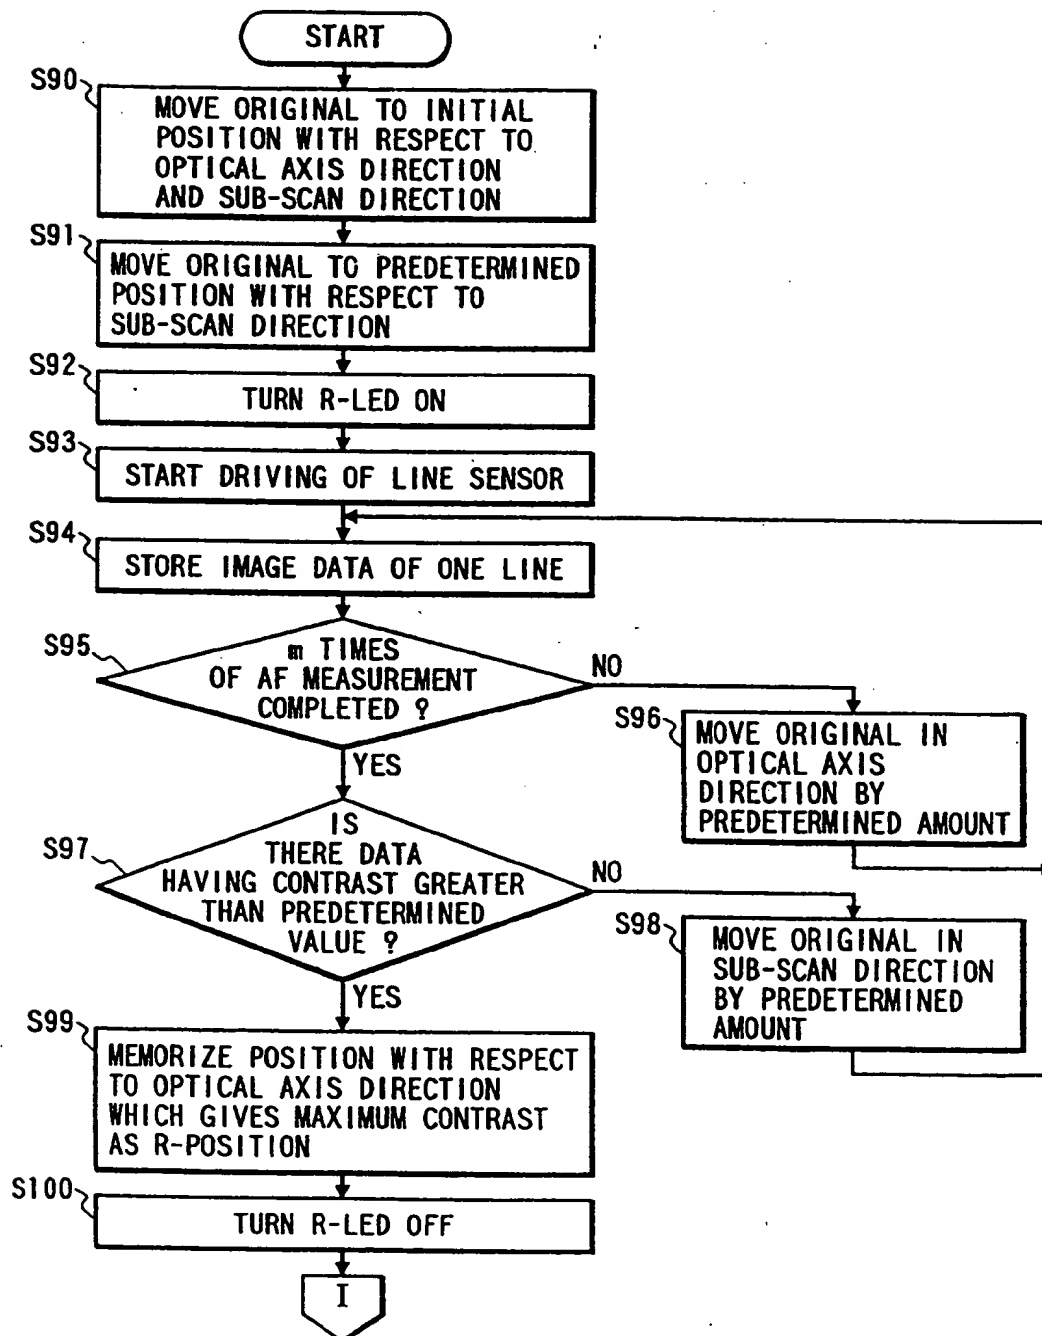 START
S90
MOVE ORIGINAL TO INITIAL
POSITION WITH RESPECT TO
OPTICAL AXIS DIRECTION
AND SUB-SCAN DIRECTION
S91
MOVE ORIGINAL TO PREDETERMINED
POSITION WITH RESPECT TO
SUB-SCAN DIRECTION
S92
TURN R-LED ON
S93
START DRIVING OF LINE SENSOR
S94
STORE IMAGE DATA OF ONE LINE
S95
m TIMES
OF AF MEASUREMENT
COMPLETED ?
NO
YES
S96
MOVE ORIGINAL IN
OPTICAL AXIS
DIRECTION BY
PREDETERMINED AMOUNT
S97
IS
THERE DATA
HAVING CONTRAST GREATER
THAN PREDETERMINED
VALUE ?
NO
YES
S98
MOVE ORIGINAL IN
SUB-SCAN DIRECTION
BY PREDETERMINED
AMOUNT
S99
MEMORIZE POSITION WITH RESPECT
TO OPTICAL AXIS DIRECTION
WHICH GIVES MAXIMUM CONTRAST
AS R-POSITION
S100
TURN R-LED OFF
I